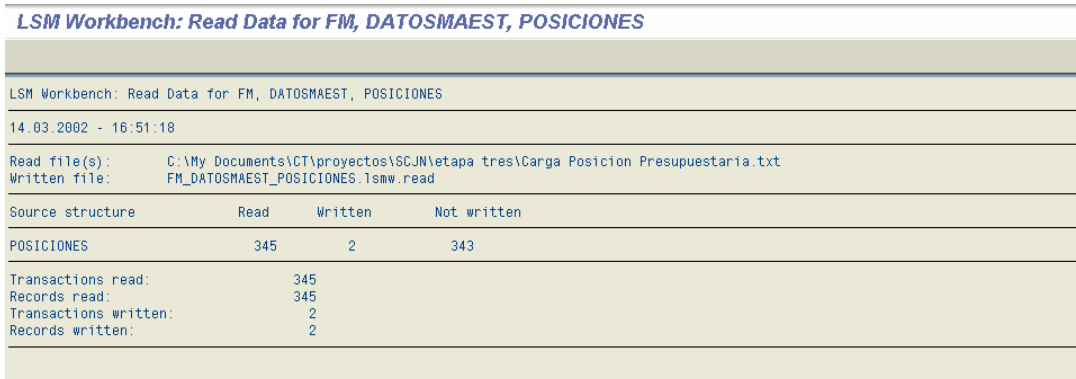 LSM Workbench: Read Data for FM, DATOSMAEST, POSICIONES
LSM Workbench: Read Data for FM, DATOSMAEST, POSICIONES
14.03.2002 - 16:51:18
Read file(s): C:\My Documents\CT\proyectos\SCJN\etapa tres\Carga Posicion Presupuestaria.txt
Written file: FM_DATOSMAEST_POSICIONES.lsmw.read
Source structure Read Written Not written
POSICIONES 345 2 343
Transactions read: 345
Records read: 345
Transactions written: 2
Records written: 2